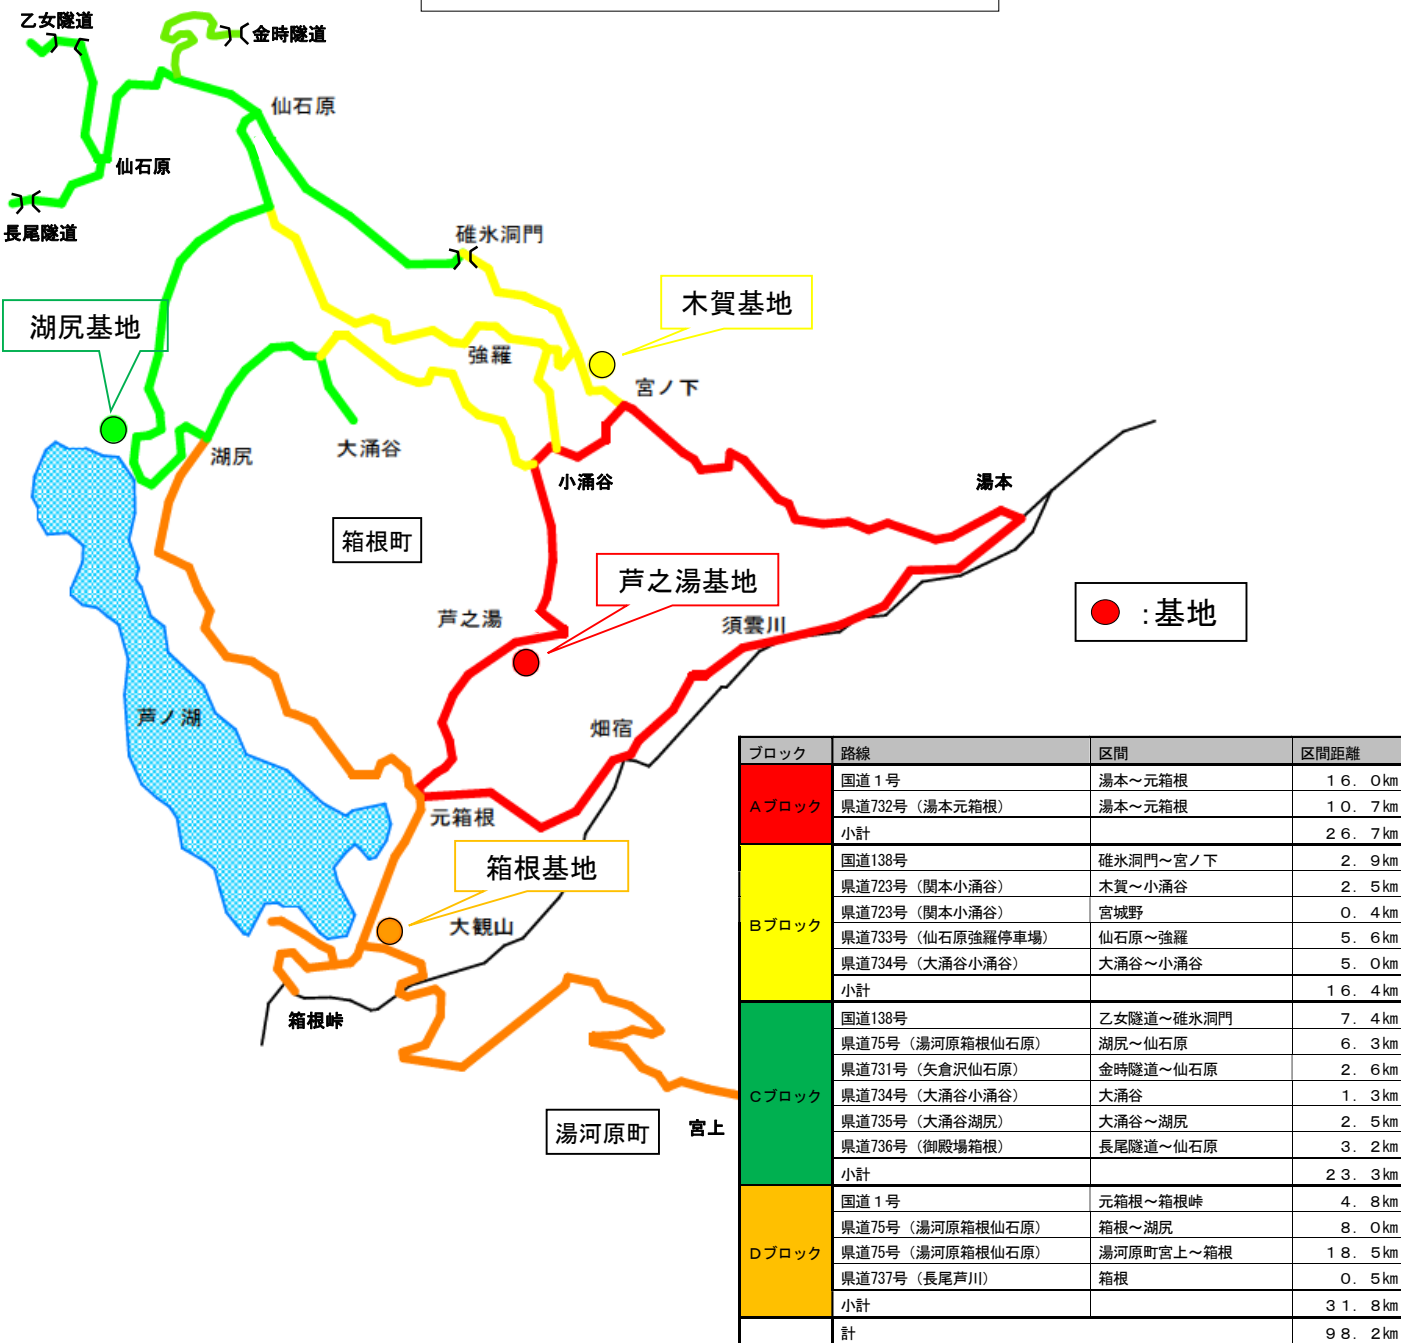 乙女隧道
金時隧道
仙石原
仙石原
長尾隧道
碓氷洞門
湖尻基地
木賀基地
強羅
宮ノ下
湖尻
大涌谷
小涌谷
湯本
箱根町
芦之湯基地
芦之湯
須雲川
:基地
芦ノ湖
畑宿
元箱根
箱根基地
大観山
箱根峠
湯河原町
宮上
ブロック 路線 区間 区間距離
Aブロック
国道1号 湯本～元箱根 16.0km
県道732号（湯本元箱根） 湯本～元箱根 10.7km
小計 26.7km
Bブロック
国道138号 碓氷洞門～宮ノ下 2.9km
県道723号（関本小涌谷） 木賀～小涌谷 2.5km
県道723号（関本小涌谷） 宮城野 0.4km
県道733号（仙石原強羅停車場） 仙石原～強羅 5.6km
県道734号（大涌谷小涌谷） 大涌谷～小涌谷 5.0km
小計 16.4km
Cブロック
国道138号 乙女隧道～碓氷洞門 7.4km
県道75号（湯河原箱根仙石原） 湖尻～仙石原 6.3km
県道731号（矢倉沢仙石原） 金時隧道～仙石原 2.6km
県道734号（大涌谷小涌谷） 大涌谷 1.3km
県道735号（大涌谷湖尻） 大涌谷～湖尻 2.5km
県道736号（御殿場箱根） 長尾隧道～仙石原 3.2km
小計 23.3km
Dブロック
国道1号 元箱根～箱根峠 4.8km
県道75号（湯河原箱根仙石原） 箱根～湖尻 8.0km
県道75号（湯河原箱根仙石原） 湯河原町宮上～箱根 18.5km
県道737号（長尾芦川） 箱根 0.5km
小計 31.8km
計 98.2km